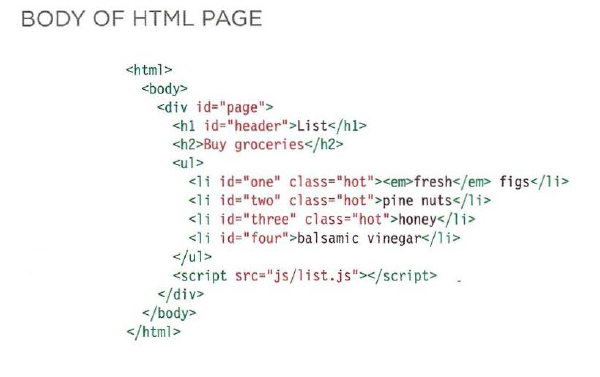 BODY OF HTML PAGE
<html>
<body>
<div id="page">
<h1 id="header">List</h1>
<h2>Buy groceries</h2>
<ul>
<li id="one" class="hot"><em>fresh</em> figs</li>
<li id="two" class="hot">pine nuts</li>
<li id="three" class="hot">honey</li>
<li id="four">balsamic vinegar</li>
</ul>
<script src="js/list.js"></script>
</div>
</body>
</html>